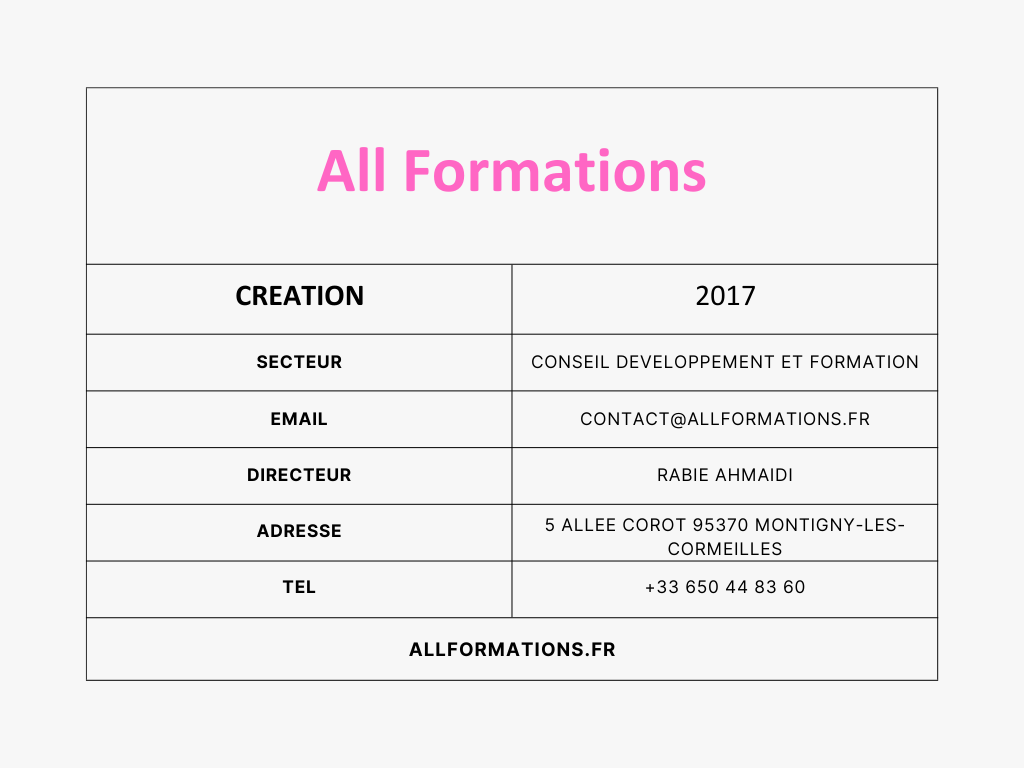 All Formations
CREATION
2017
SECTEUR
CONSEIL DEVELOPPEMENT ET FORMATION
EMAIL
CONTACT@ALLFORMATIONS.FR
DIRECTEUR
RABIE AHMAIDI
ADRESSE
5 ALLEE COROT 95370 MONTIGNY-LES-
CORMEILLES
TEL
+33 650 44 83 60
ALLFORMATIONS.FR